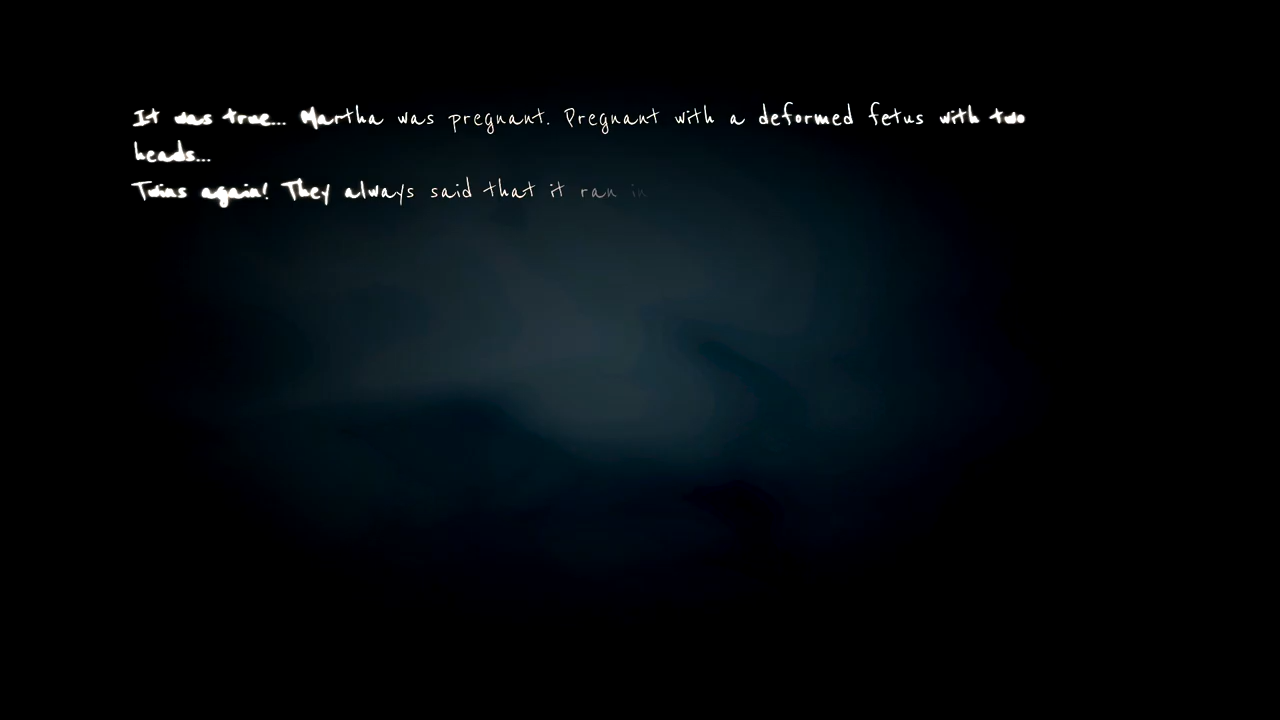 It was true... Martha was pregnant. Pregnant with a deformed fetus with two
heads...
Twins again! They always said that it ran in